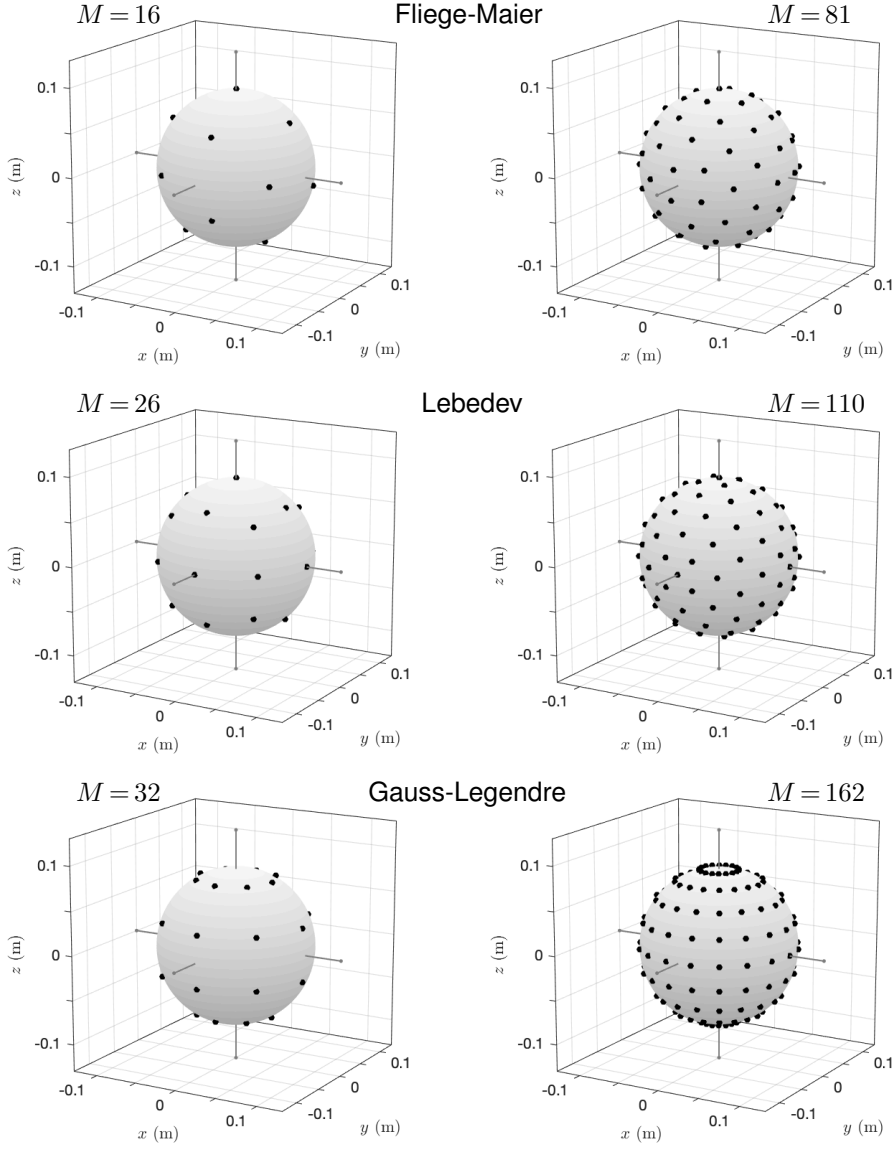 M = 16
Fliege-Maier
M = 81
0.1
0
-0.1
z (m)
-0.1
0
0.1
x (m)
-0.1
0
0.1
y (m)
0.1
0
-0.1
z (m)
-0.1
0
0.1
x (m)
-0.1
0
0.1
y (m)
M = 26
Lebedev
M = 110
0.1
0
-0.1
z (m)
-0.1
0
0.1
x (m)
-0.1
0
0.1
y (m)
0.1
0
-0.1
z (m)
-0.1
0
0.1
x (m)
-0.1
0
0.1
y (m)
M = 32
Gauss-Legendre
M = 162
0.1
0
-0.1
z (m)
-0.1
0
0.1
x (m)
-0.1
0
0.1
y (m)
0.1
0
-0.1
z (m)
-0.1
0
0.1
x (m)
-0.1
0
0.1
y (m)